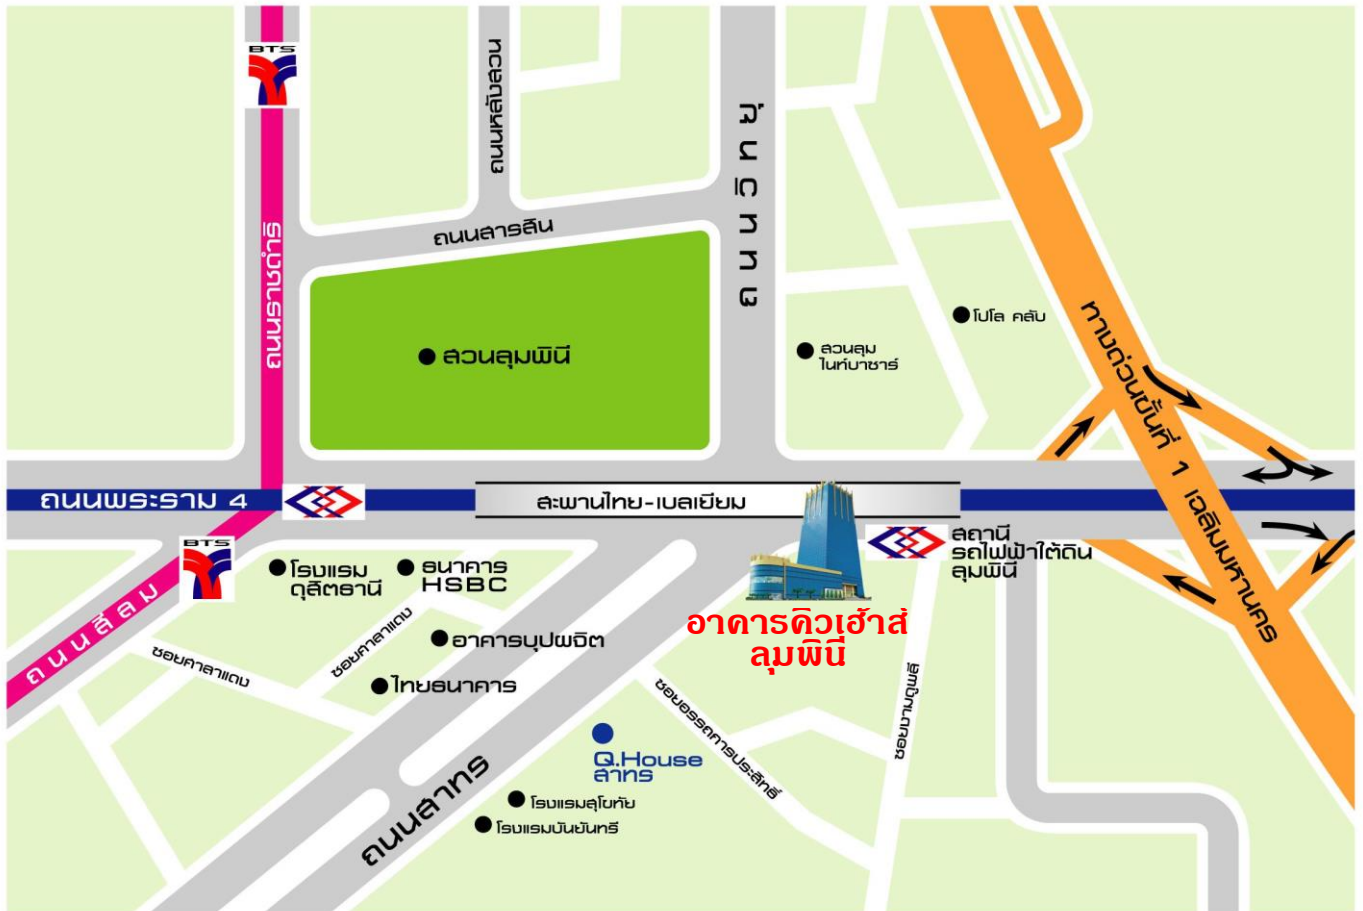 BTS
ถนนหลังสวน
วิทยุ
ถนนราชดำริ
ถนนสารสิน
สวนลุมพินี
โปโล คลับ
สวนลุม
ไนท์บาซาร์
ทางด่วนขั้นที่ 1 เฉลิมมหานคร
ถนนพระราม 4
สะพานไทย-เบลเยียม
สถานี
รถไฟฟ้าใต้ดิน
ลุมพินี
BTS
โรงแรม
ดุสิตธานี
ธนาคาร
HSBC
ถนนสีลม
อาคารคิวเฮ้าส์
ลุมพินี
ซอยศาลาแดง
ซอยศาลาแดง
อาคารบุปผจิต
ไทยธนาคาร
ซอยอรรถการประสิทธิ์
ซอยงามดูพลี
Q.House
สาทร
ถนนสาทร
โรงแรมสุโขทัย
โรงแรมบันยันทรี